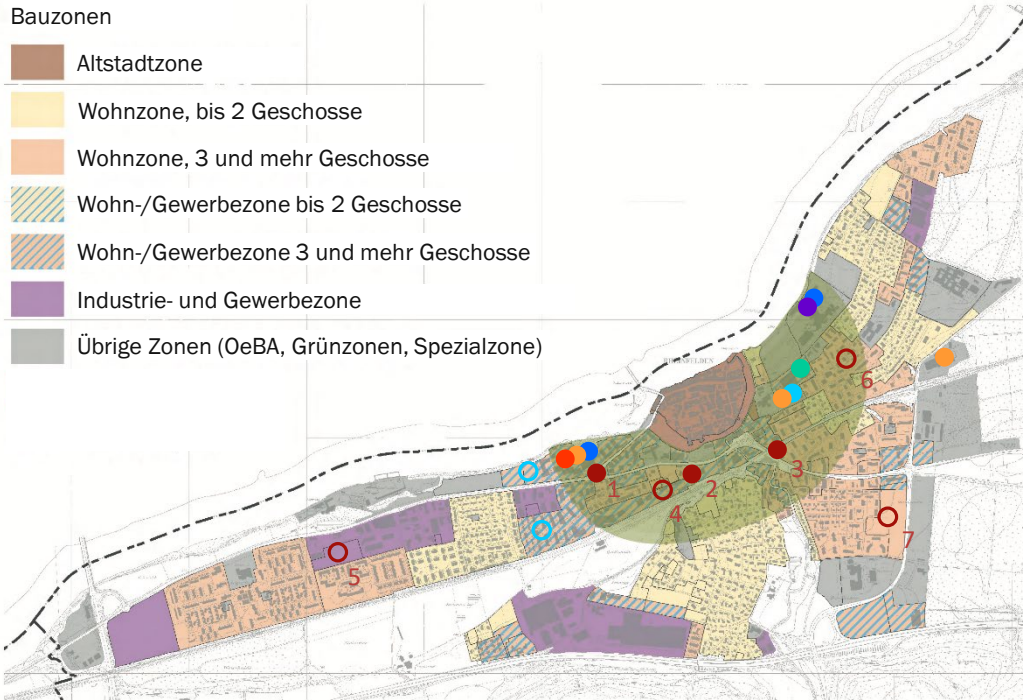 Bauzonen
Altstadtzone
Wohnzone, bis 2 Geschosse
Wohnzone, 3 und mehr Geschosse
Wohn-/Gewerbezone bis 2 Geschosse
Wohn-/Gewerbezone 3 und mehr Geschosse
Industrie- und Gewerbezone
Übrige Zonen (OeBA, Grünzonen, Spezialzone)
RHEINFELDEN
6
3
1
2
4
7
5